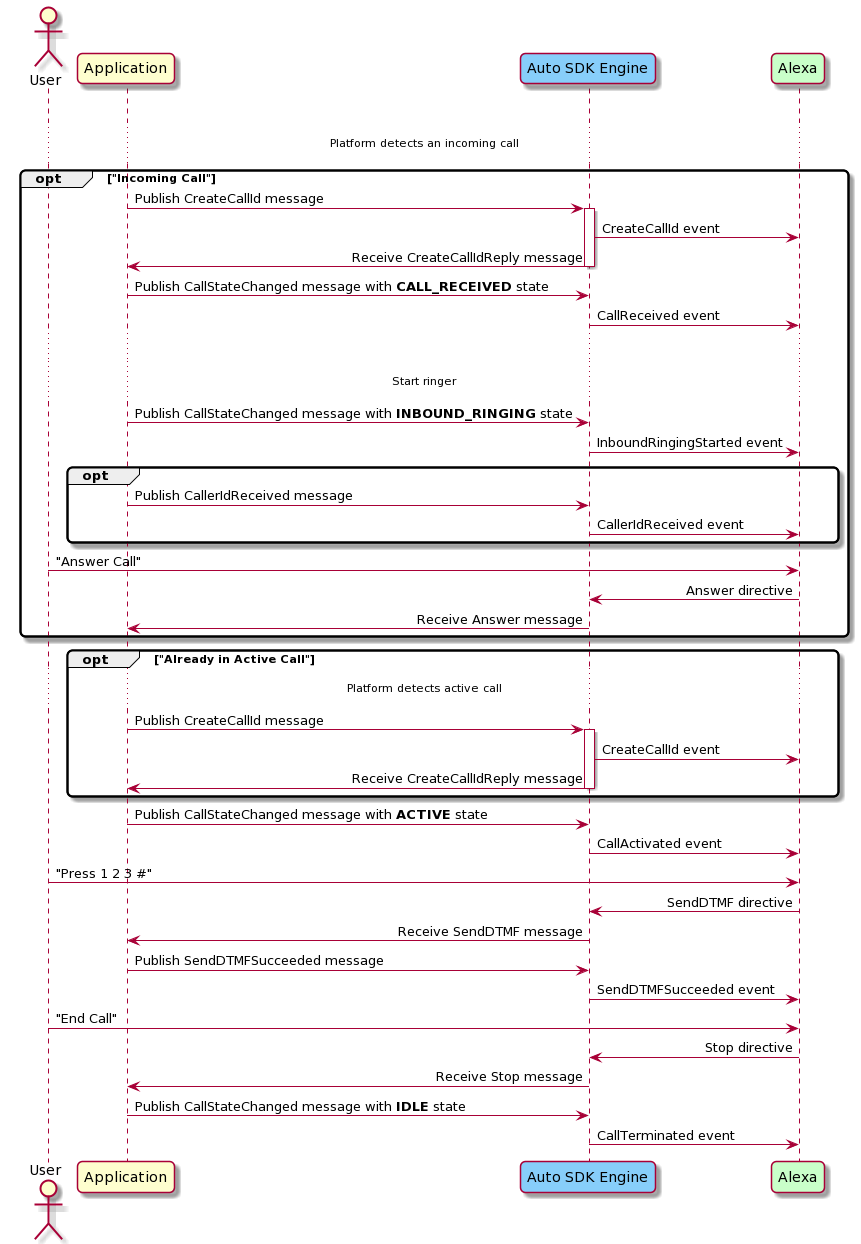 User
Application
Auto SDK Engine
Alexa
Platform detects an incoming call
opt
["Incoming Call"]
Publish CreateCallId message
CreateCallId event
Receive CreateCallIdReply message
Publish CallStateChanged message with CALL_RECEIVED state
CallReceived event
Start ringer
Publish CallStateChanged message with INBOUND_RINGING state
InboundRingingStarted event
opt
Publish CallerIdReceived message
CallerIdReceived event
"Answer Call"
Answer directive
Receive Answer message
opt
["Already in Active Call"]
Platform detects active call
Publish CreateCallId message
CreateCallId event
Receive CreateCallIdReply message
Publish CallStateChanged message with ACTIVE state
CallActivated event
"Press 1 2 3 #"
SendDTMF directive
Receive SendDTMF message
Publish SendDTMFSucceeded message
SendDTMFSucceeded event
"End Call"
Stop directive
Receive Stop message
Publish CallStateChanged message with IDLE state
CallTerminated event
User
Application
Auto SDK Engine
Alexa